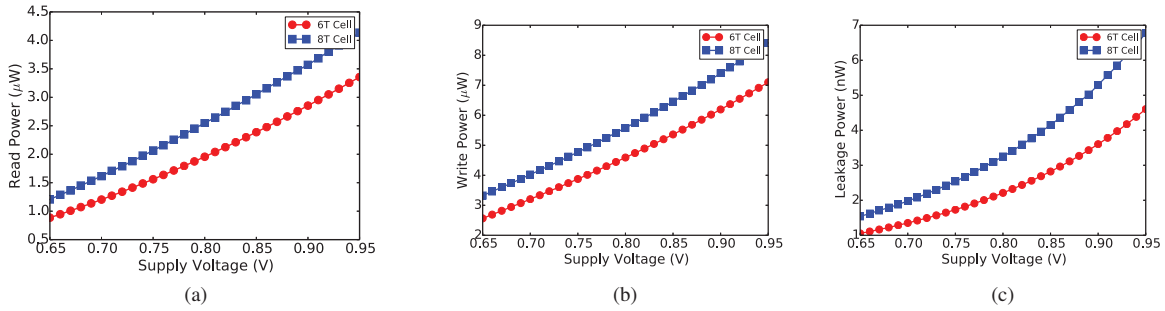 4.5
4.0
3.5
3.0
2.5
2.0
1.5
1.0
0.5
Read Power (μW)
6T Cell
8T Cell
0.65 0.70 0.75 0.80 0.85 0.90 0.95
Supply Voltage (V)
(a)
9
8
7
6
5
4
3
2
Write Power (μW)
6T Cell
8T Cell
0.65 0.70 0.75 0.80 0.85 0.90 0.95
Supply Voltage (V)
(b)
7
6
5
4
3
2
1
Leakage Power (nW)
6T Cell
8T Cell
0.65 0.70 0.75 0.80 0.85 0.90 0.95
Supply Voltage (V)
(c)